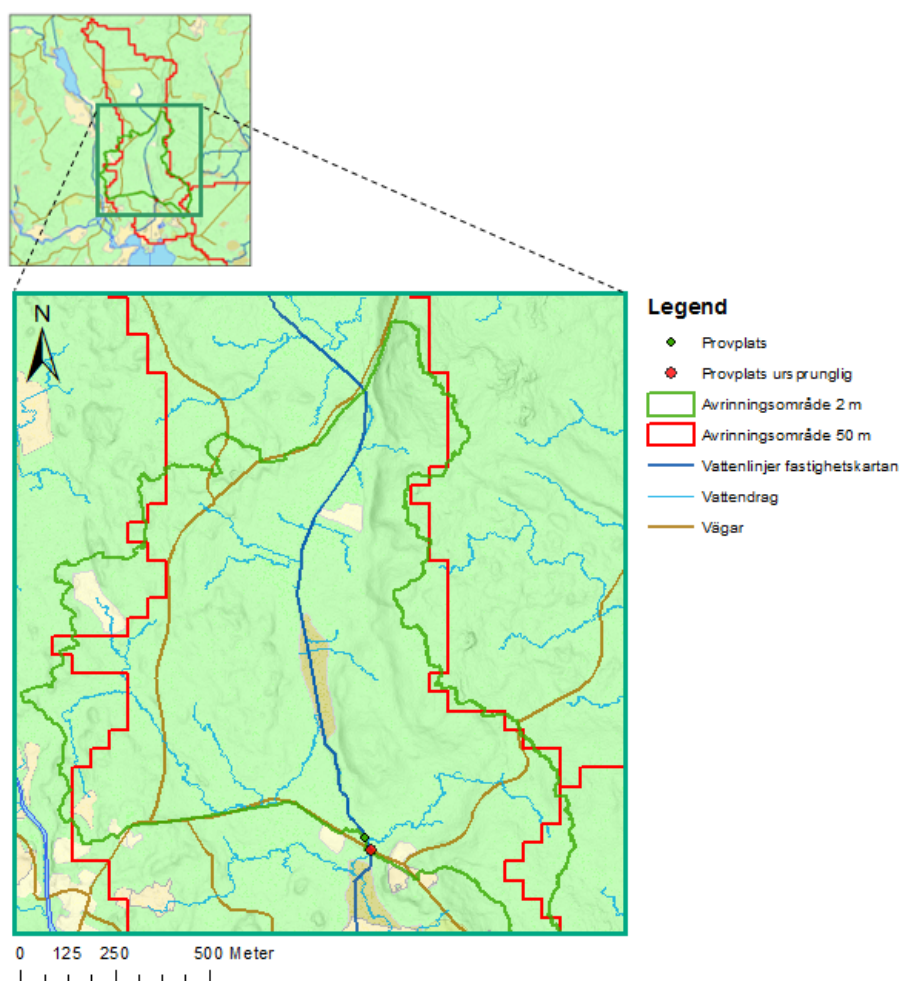 N
Legend
Provplats
Provplats ursprunglig
Avrinningsområde 2 m
Avrinningsområde 50 m
Vattenlinjer fastighetskartan
Vattendrag
Vägar
0 125 250 500 Meter